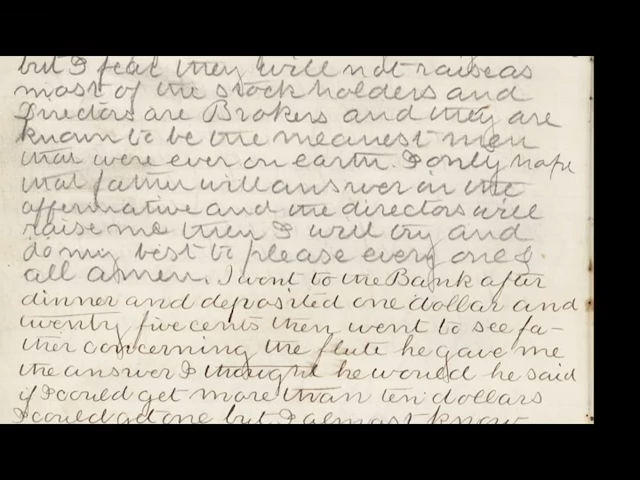 but I fear they will not raise as
most of the stockholders and
Directors are Brokers and they are
known to be the meanest men
that were ever on earth. I only hope
that father will answer in the
affirmative and the directors will
raise me then I will try and
do my best to please every one &
all amen. I went to the Bank after
dinner and deposited one dollar and
twenty five cents then went to see fa-
ther concerning the flute he gave me
the answer I thought he would he said
if I could get more than ten dollars
I could get one but I almost know